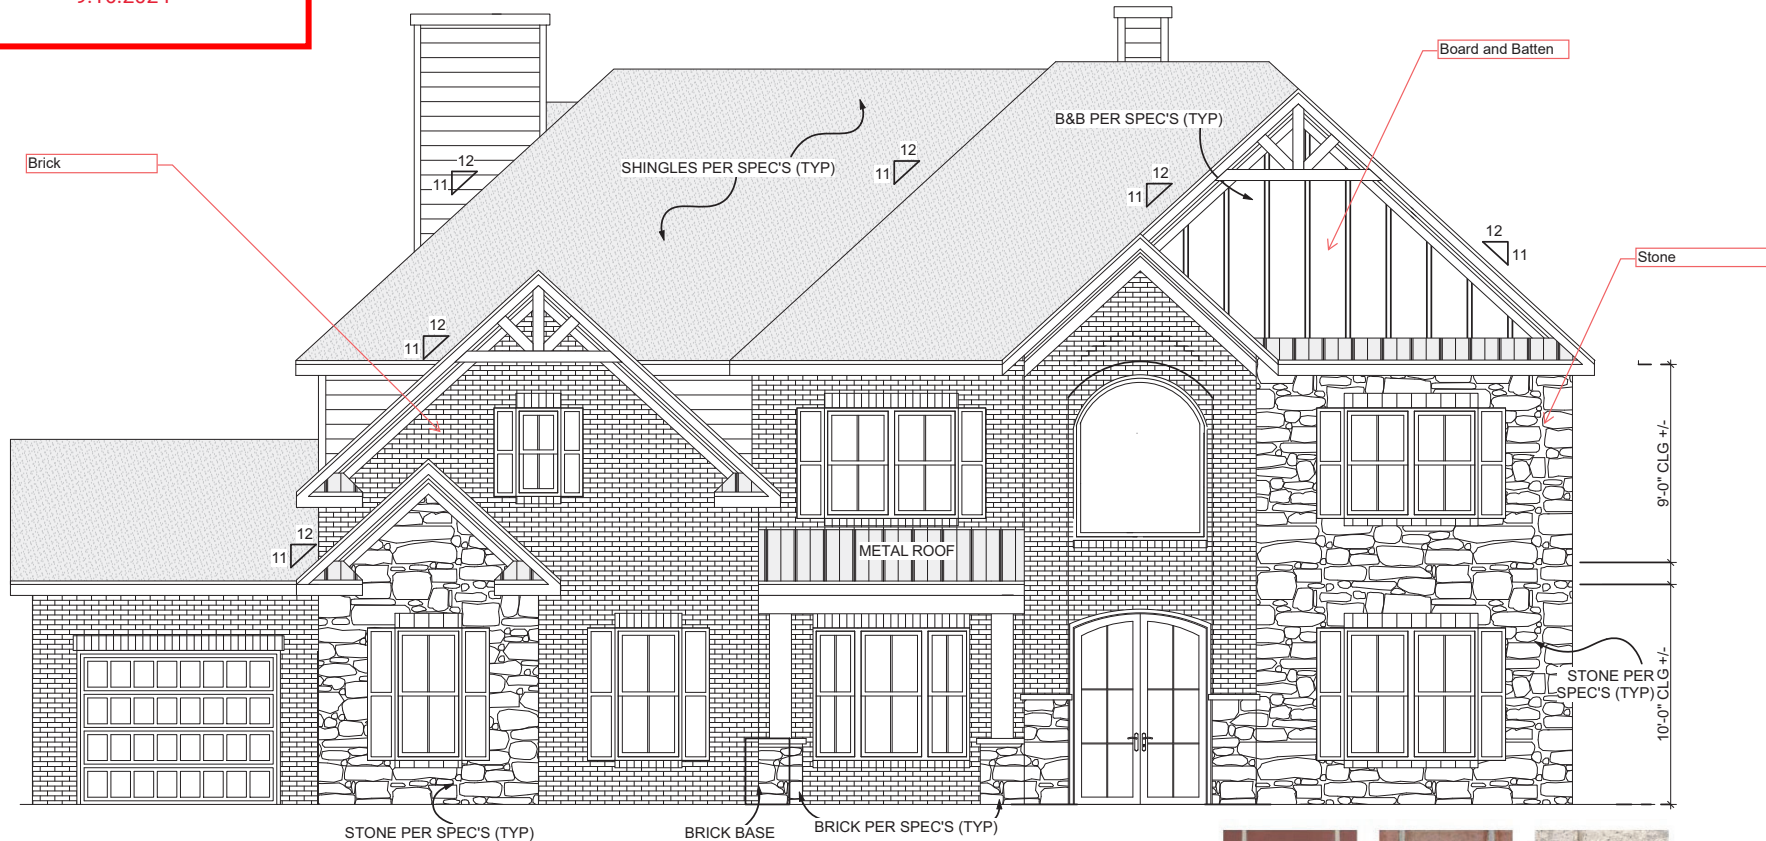 Board and Batten
B&B PER SPEC'S (TYP)
Brick
SHINGLES PER SPEC'S (TYP)
12
11
12
11
12
11
12
11
Stone
12
11
9'-0" CLG +/-
12
11
METAL ROOF
STONE PER
SPEC'S (TYP)
10'-0" CLG +/-
STONE PER SPEC'S (TYP)
BRICK BASE
BRICK PER SPEC'S (TYP)